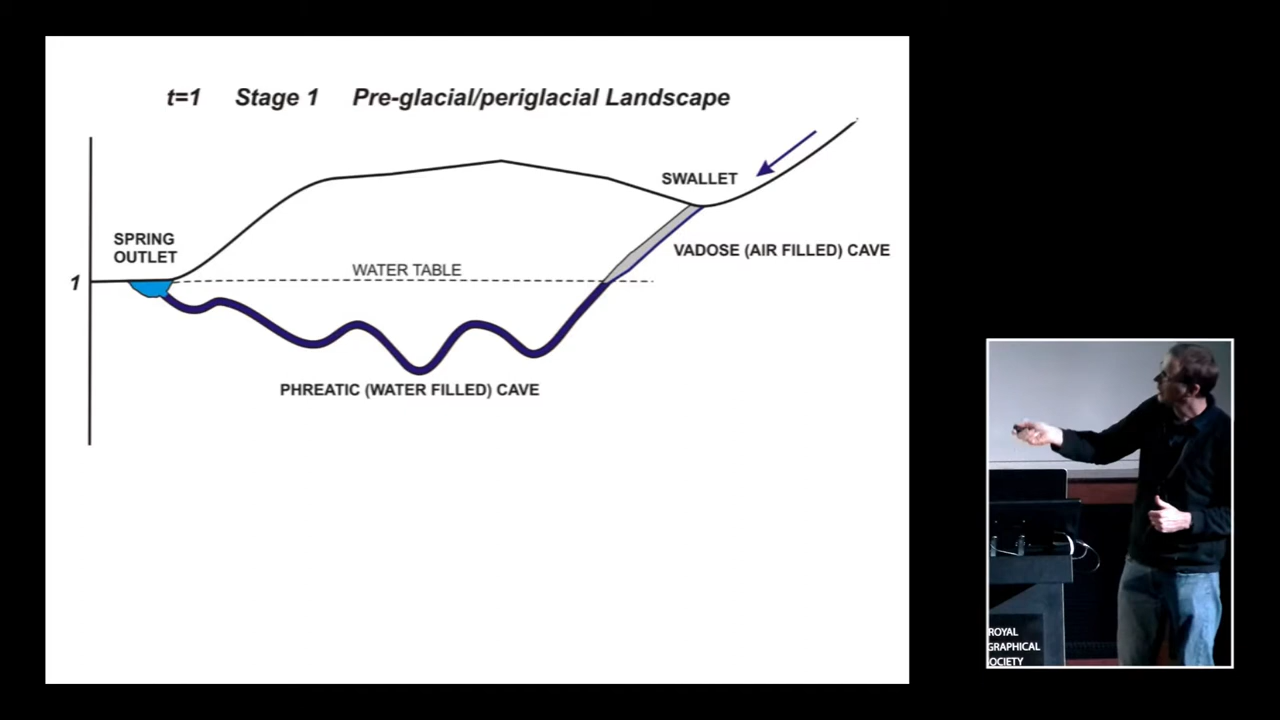 t=1 Stage 1 Pre-glacial/periglacial Landscape
SWALLET
SPRING
OUTLET
VADOSE (AIR FILLED) CAVE
WATER TABLE
1
PHREATIC (WATER FILLED) CAVE
ROYAL
GRAPHICAL
OCIETY